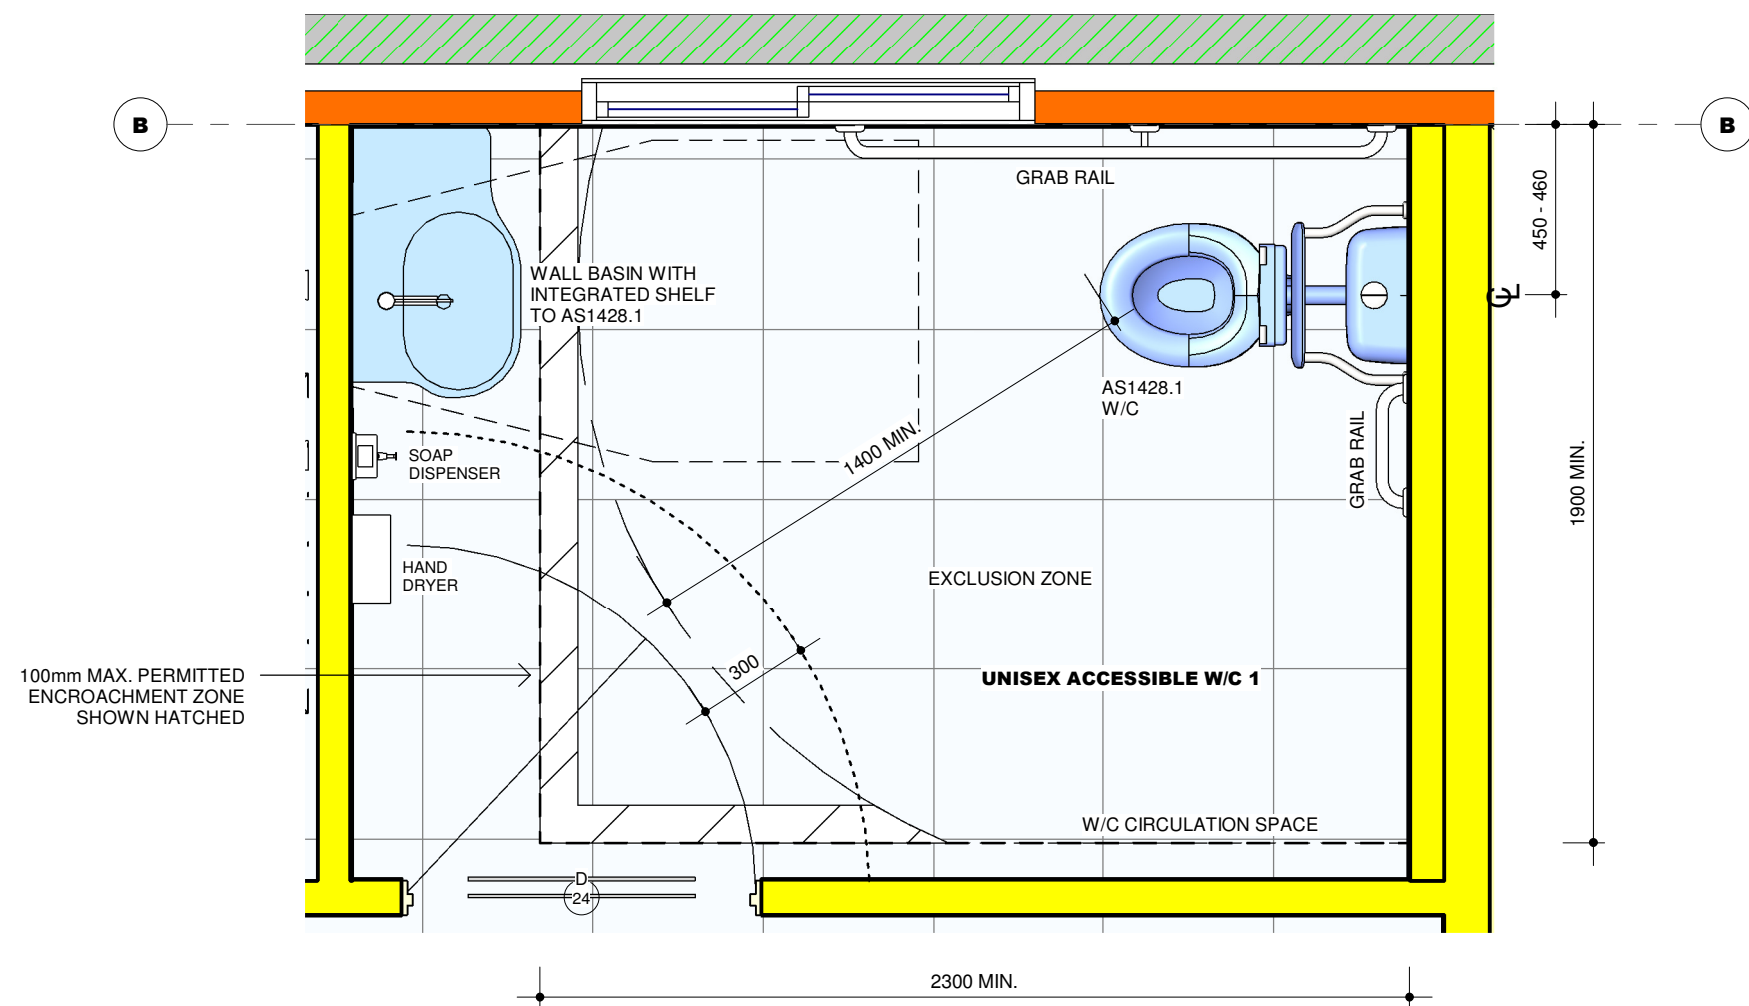 B
B
GRAB RAIL
450 - 460
WALL BASIN WITH
INTEGRATED SHELF
TO AS1428.1
CL
AS1428.1
W/C
1400 MIN.
GRAB RAIL
SOAP
DISPENSER
1900 MIN.
HAND
DRYER
EXCLUSION ZONE
300
UNISEX ACCESSIBLE W/C 1
100mm MAX. PERMITTED
ENCROACHMENT ZONE
SHOWN HATCHED
W/C CIRCULATION SPACE
D
24
2300 MIN.